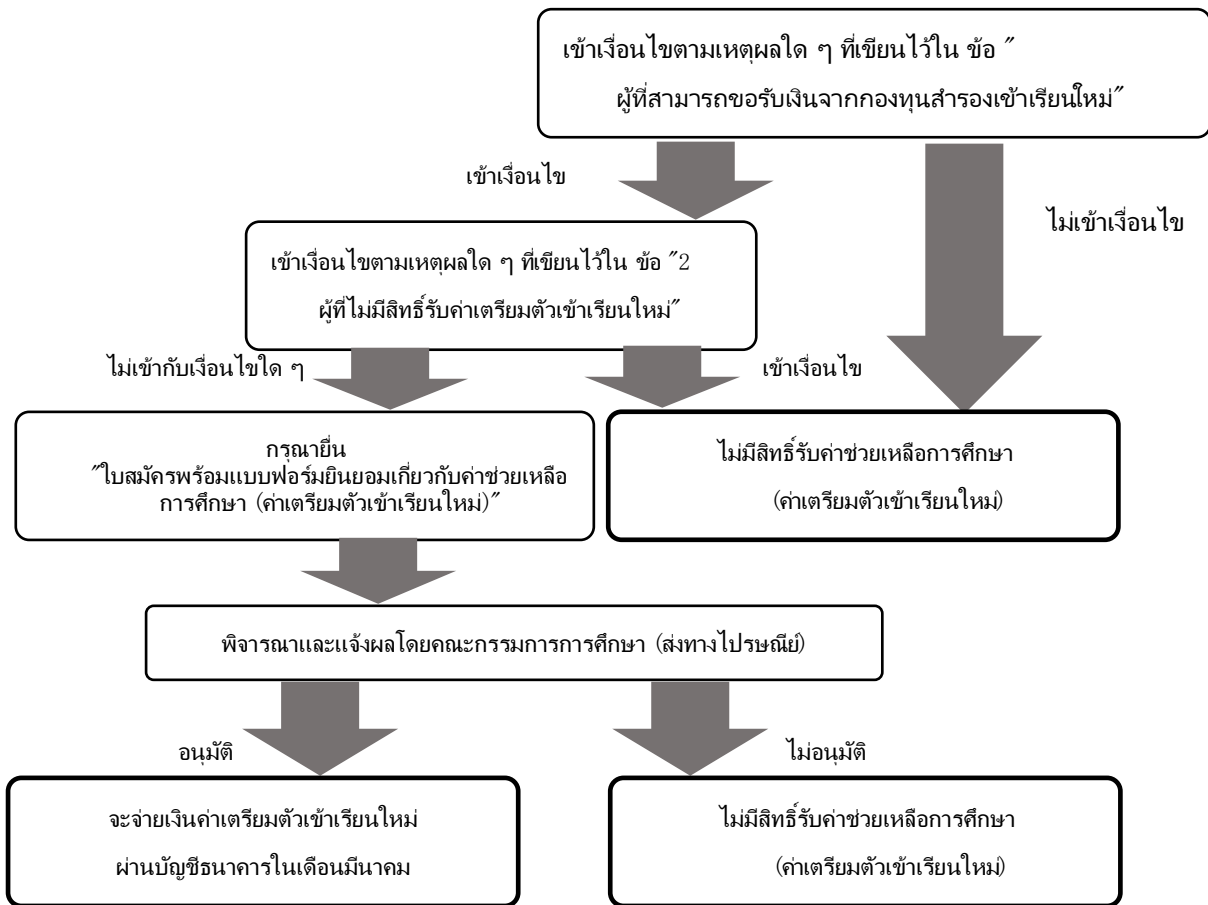 เข้าเงื่อนไขตามเหตุผลใด ๆ ที่เขียนไว้ใน ข้อ "
ผู้ที่สามารถขอรับเงินจากกองทุนสำรองเข้าเรียนใหม่"
เข้าเงื่อนไข
ไม่เข้าเงื่อนไข
เข้าเงื่อนไขตามเหตุผลใด ๆ ที่เขียนไว้ใน ข้อ "2
ผู้ที่ไม่มีสิทธิ์รับค่าเตรียมตัวเข้าเรียนใหม่"
ไม่เข้ากับเงื่อนไขใด ๆ
เข้าเงื่อนไข
กรุณายื่น
"ใบสมัครพร้อมแบบฟอร์มยินยอมเกี่ยวกับค่าช่วยเหลือ
การศึกษา (ค่าเตรียมตัวเข้าเรียนใหม่)"
ไม่มีสิทธิ์รับค่าช่วยเหลือการศึกษา
(ค่าเตรียมตัวเข้าเรียนใหม่)
พิจารณาและแจ้งผลโดยคณะกรรมการการศึกษา (ส่งทางไปรษณีย์)
อนุมัติ
ไม่อนุมัติ
จะจ่ายเงินค่าเตรียมตัวเข้าเรียนใหม่
ผ่านบัญชีธนาคารในเดือนมีนาคม
ไม่มีสิทธิ์รับค่าช่วยเหลือการศึกษา
(ค่าเตรียมตัวเข้าเรียนใหม่)